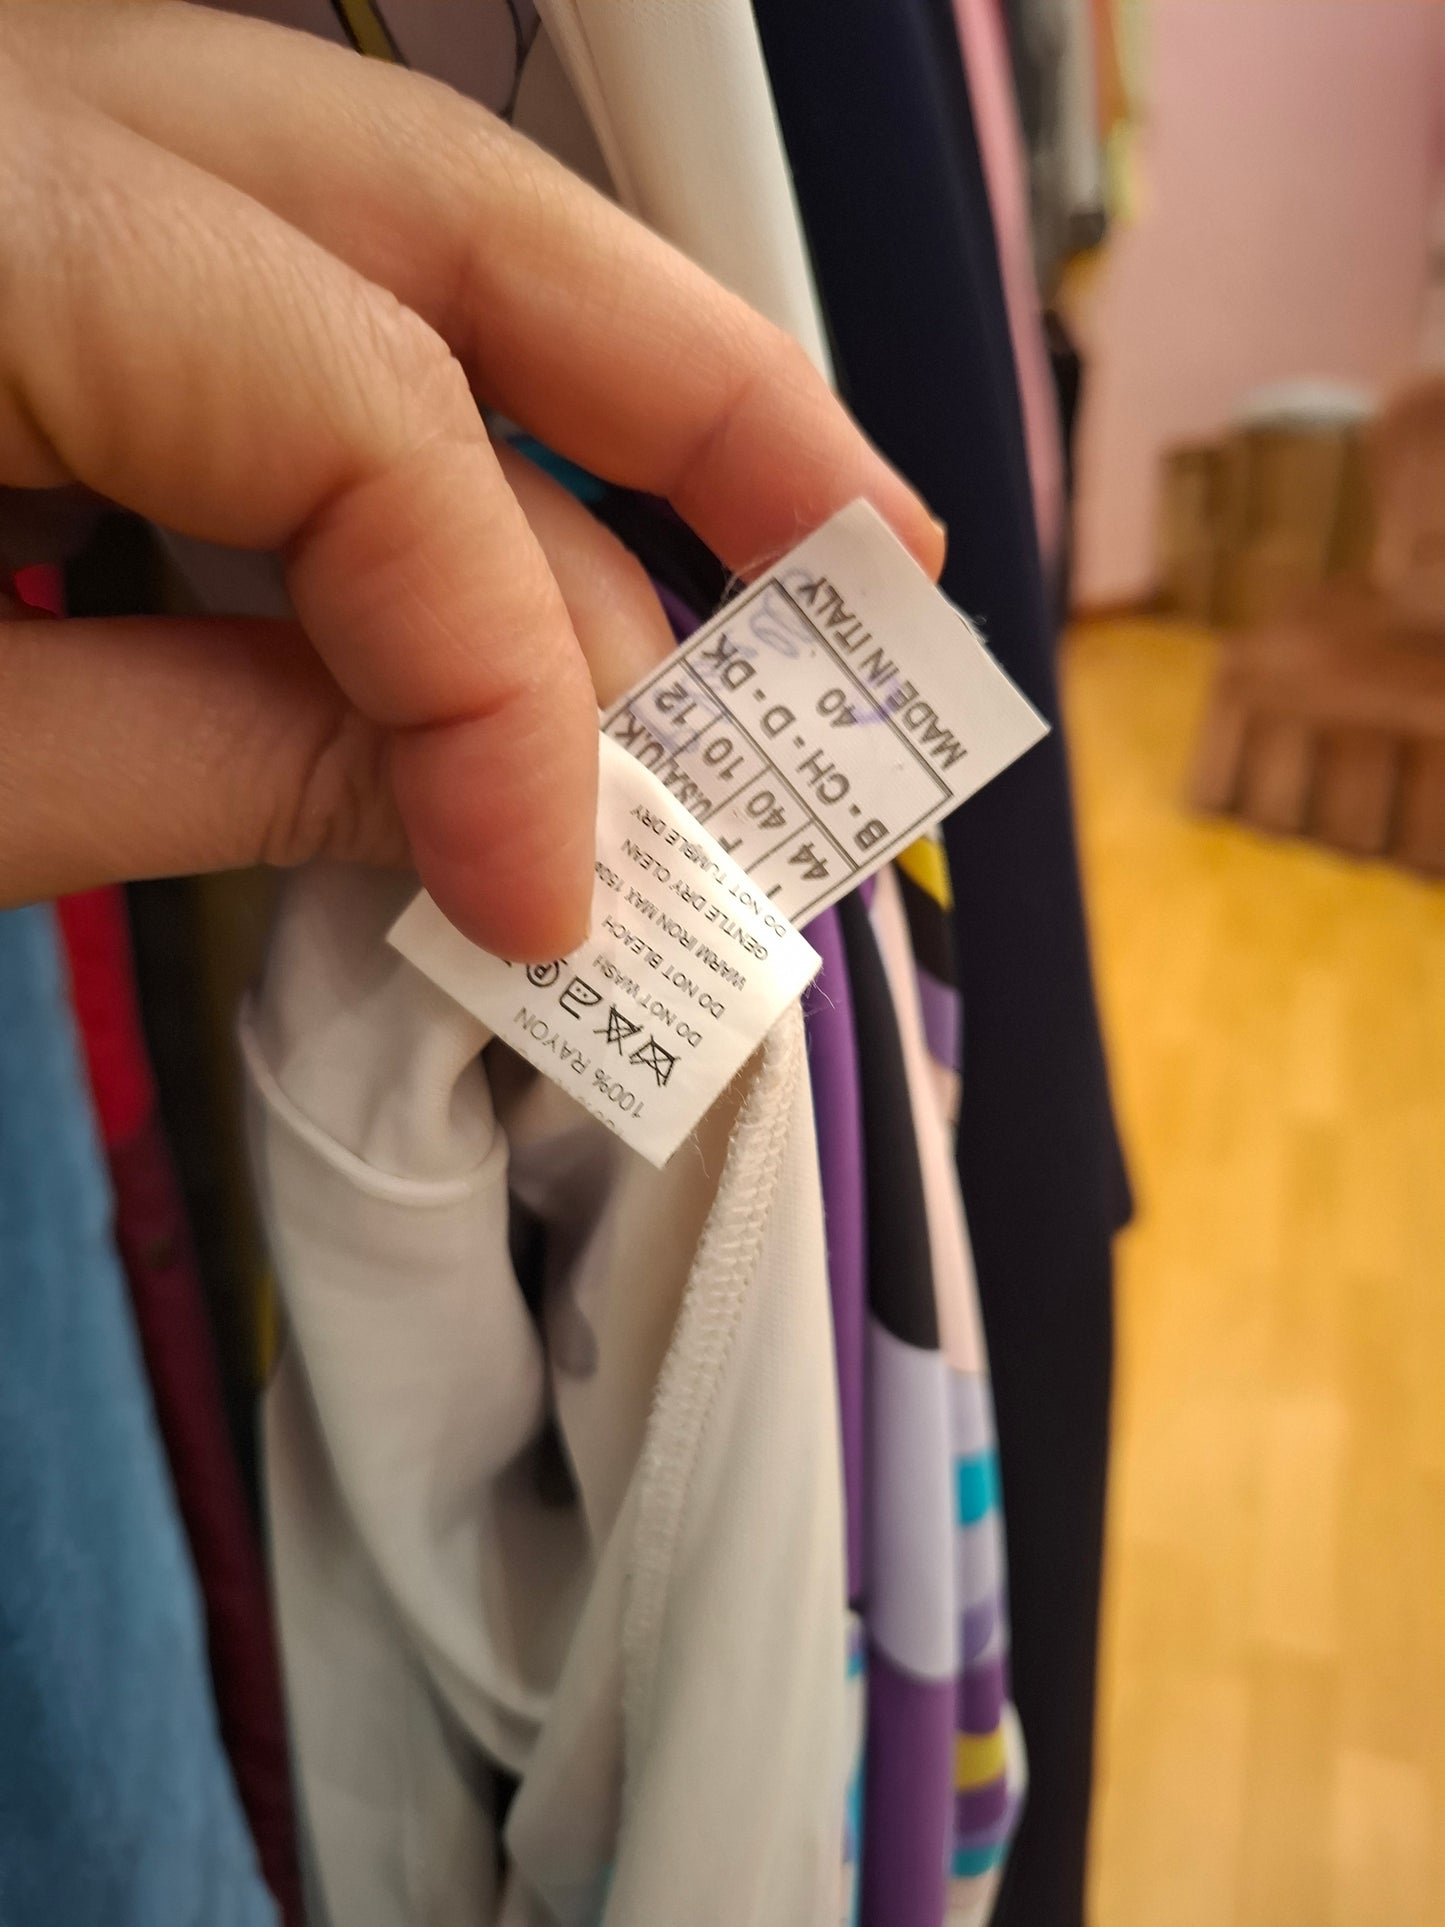 100% RAYON
P
DO NOT WASH
DO NOT BLEACH
WARM IRON MAX 150°
GENTLE DRY CLEAN
DO NOT TUMBLE DRY
I F USA U.K
44 40 10 12
B - CH - D - DK
40
MADE IN ITALY